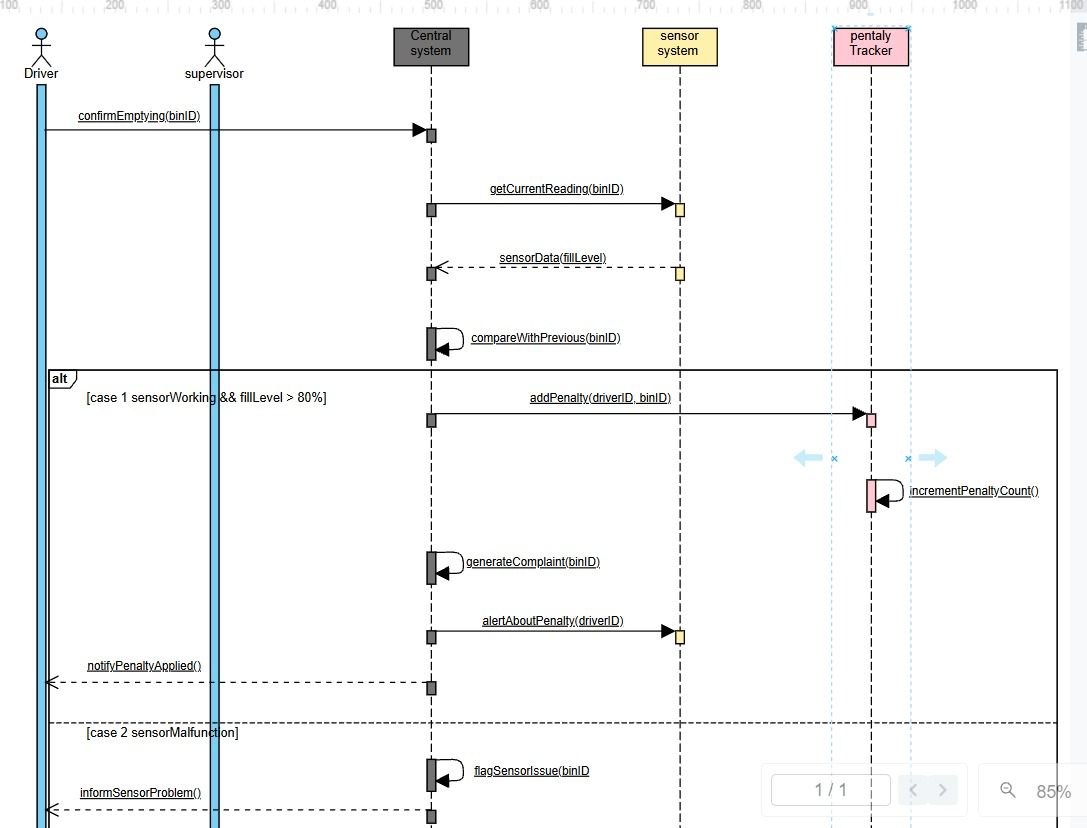 100 200 300 400 500 600 700 800 900 1000 1100
Driver
supervisor
Central
system
sensor
system
pentaly
Tracker
confirmEmptying(binID)
getCurrentReading(binID)
sensorData(fillLevel)
compareWithPrevious(binID)
alt
[case 1 sensorWorking && fillLevel > 80%]
addPenalty(driverID, binID)
incrementPenaltyCount()
generateComplaint(binID)
alertAboutPenalty(driverID)
notifyPenaltyApplied()
[case 2 sensorMalfunction]
flagSensorIssue(binID
informSensorProblem()
1 / 1
85%